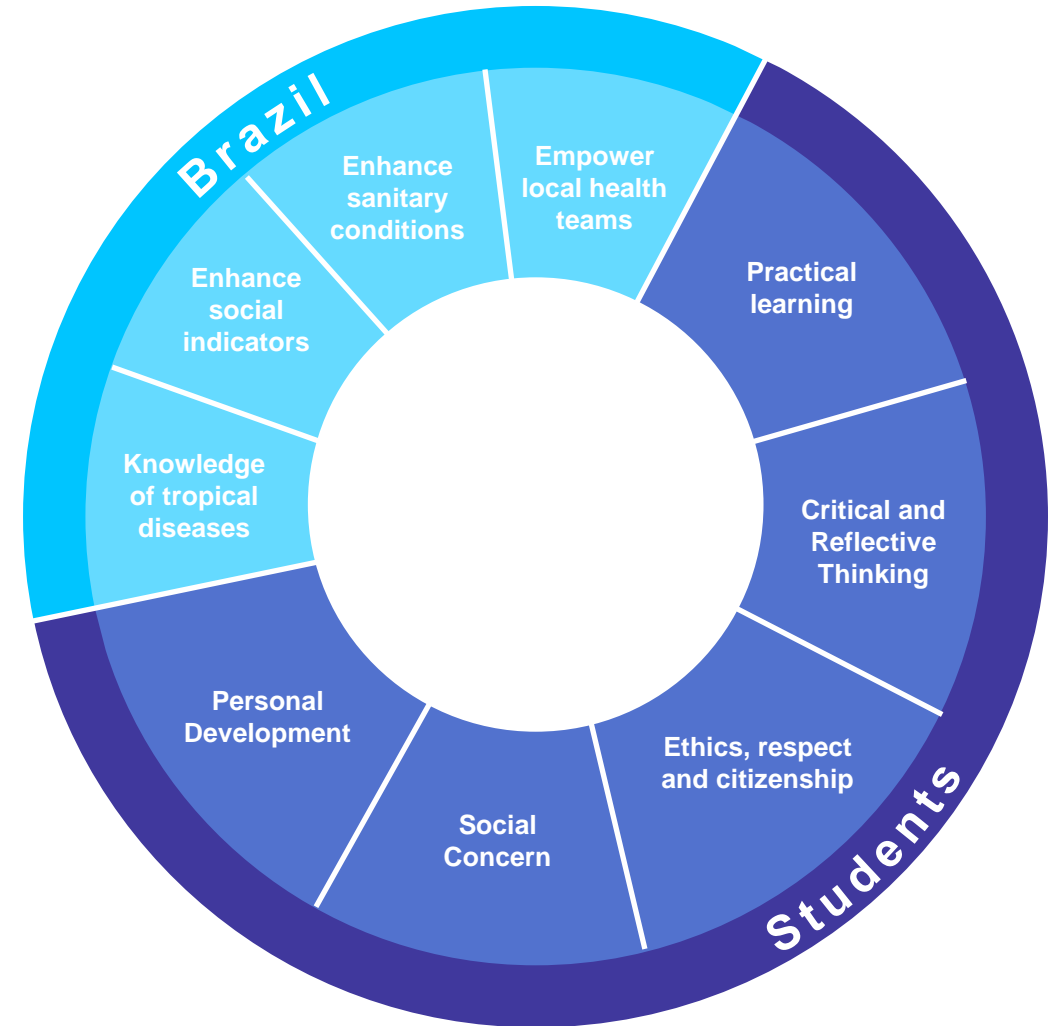 Brazil
Empower
local health
teams
Enhance
sanitary
conditions
Enhance
social
indicators
Knowledge
of tropical
diseases
Students
Practical
learning
Critical and
Reflective
Thinking
Ethics, respect
and citizenship
Social
Concern
Personal
Development